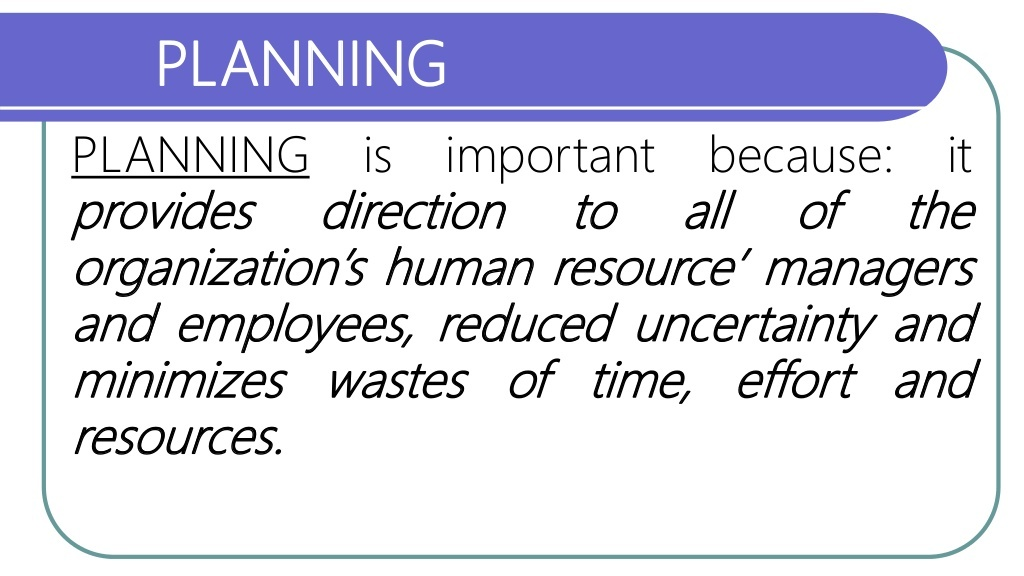 PLANNING
PLANNING is important because: it
provides direction to all of the
organization’s human resource’ managers
and employees, reduced uncertainty and
minimizes wastes of time, effort and
resources.